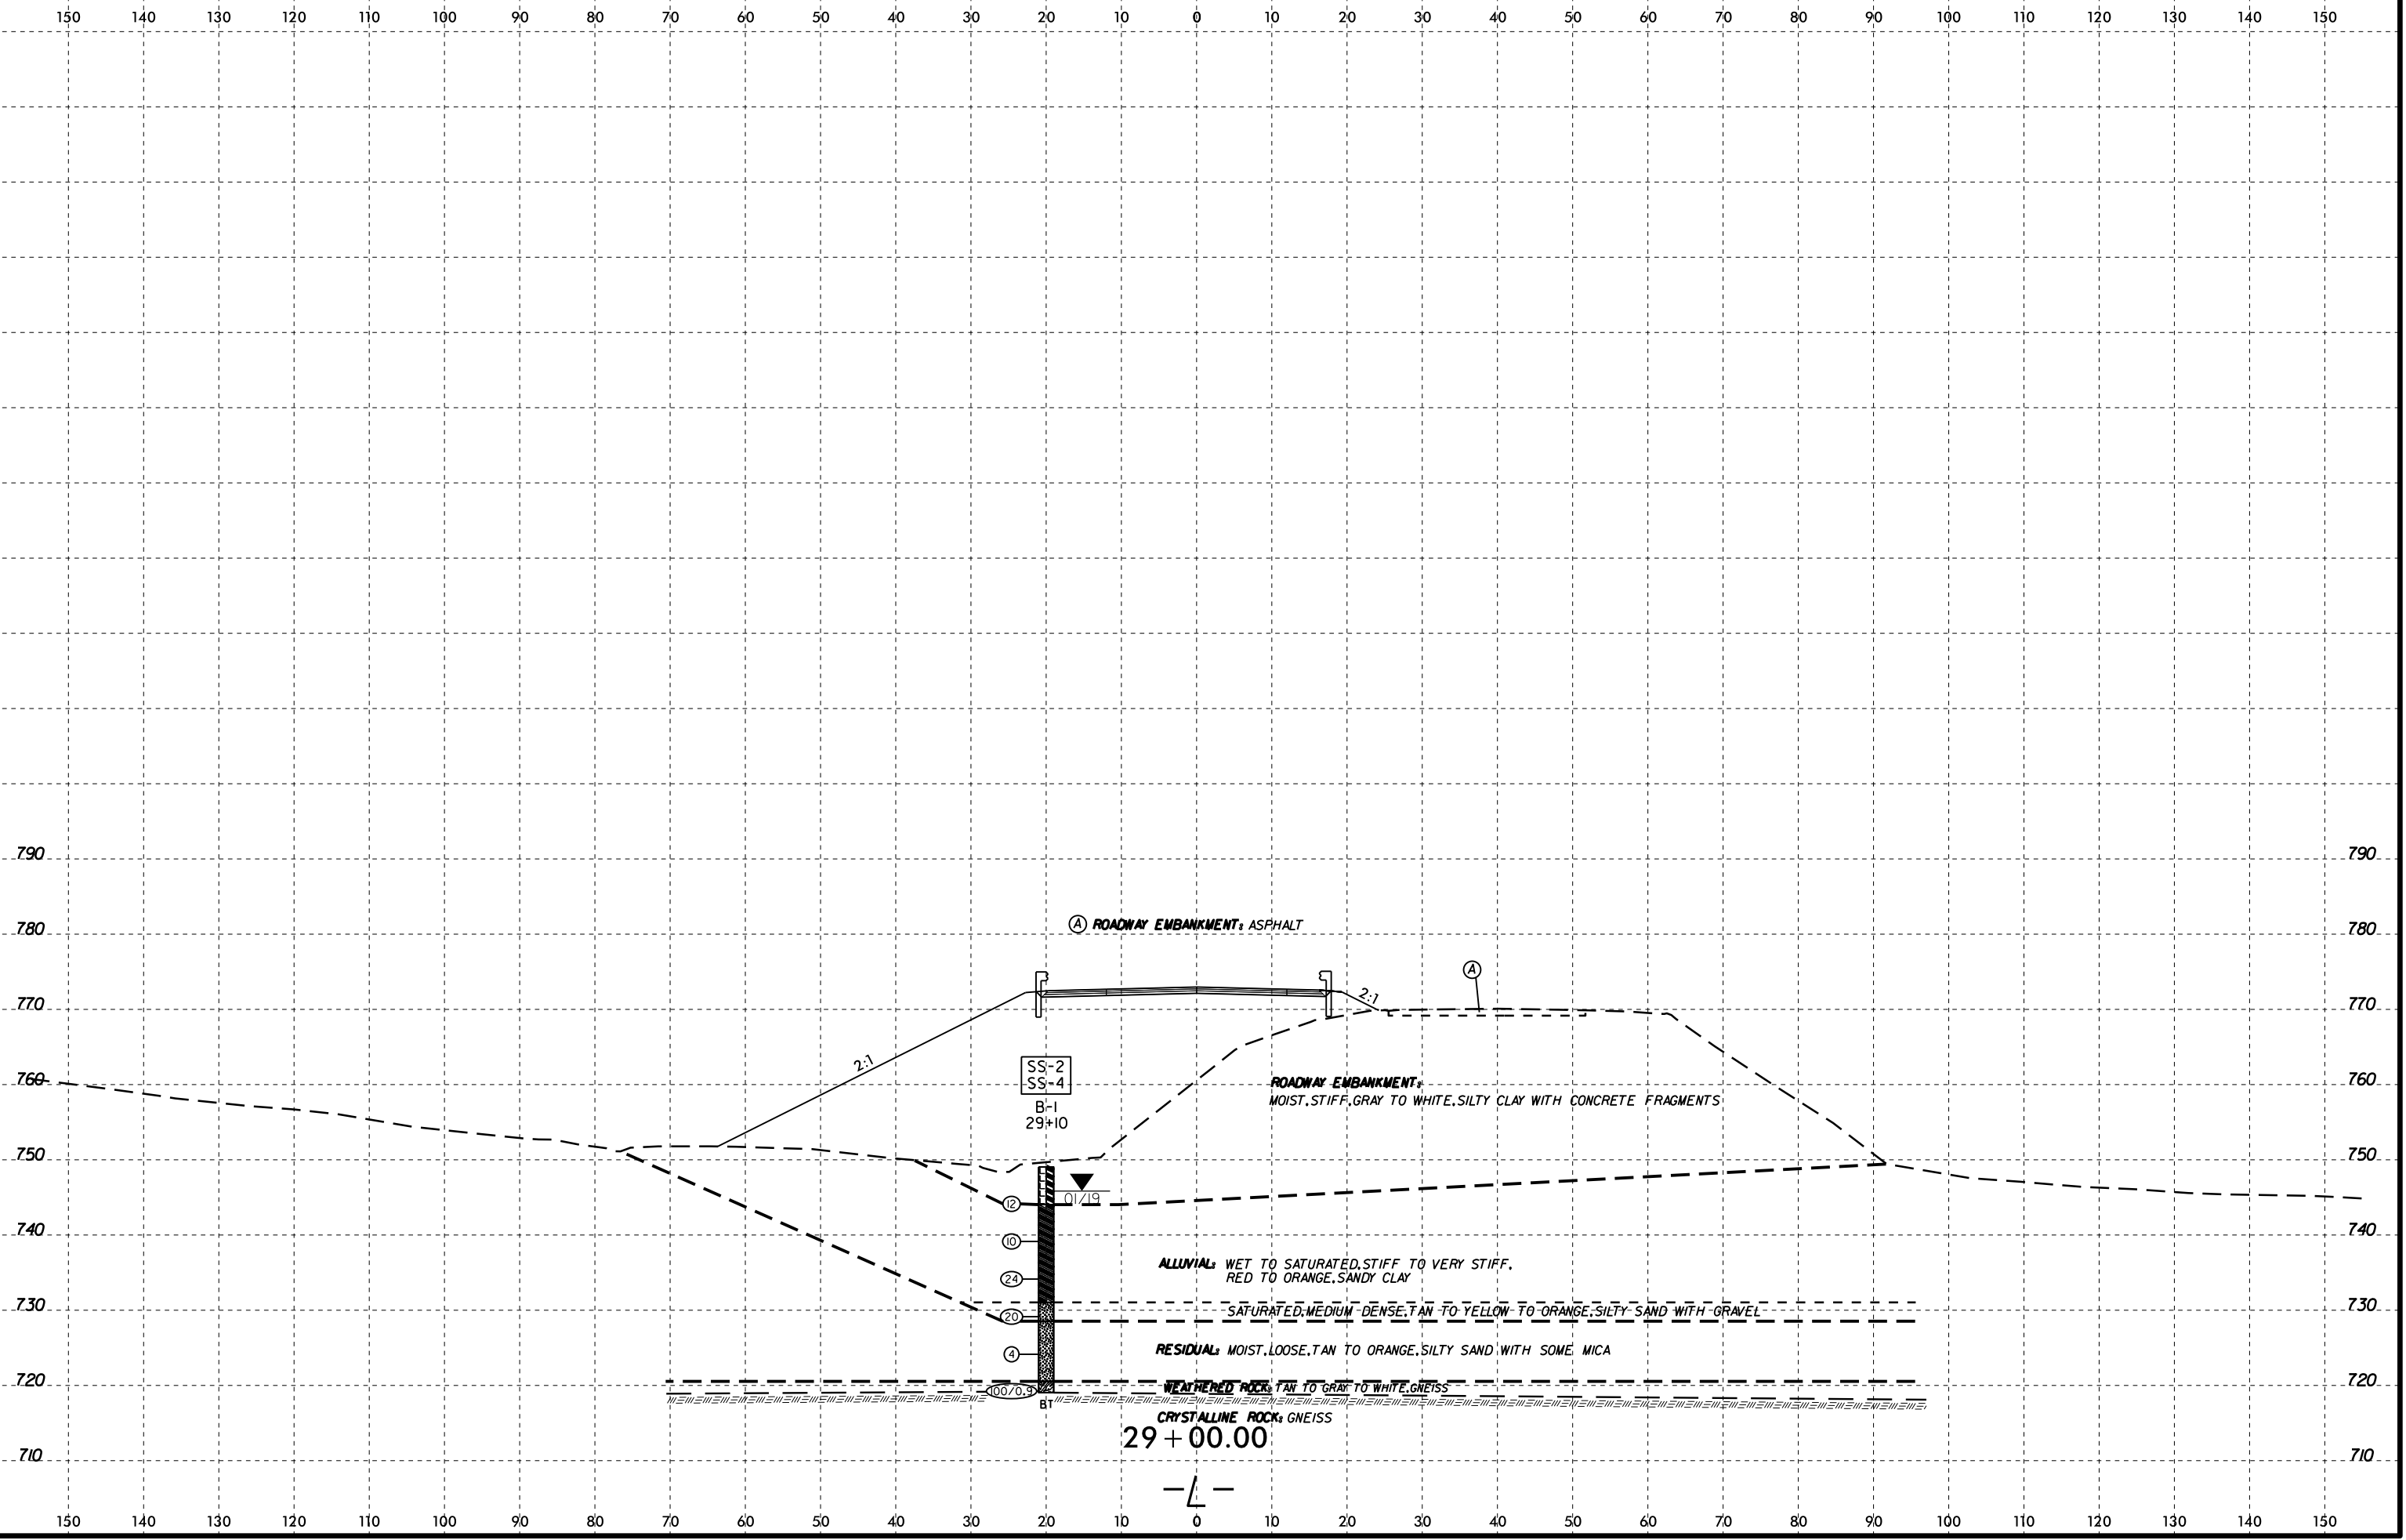 150 140 130 120 110 100 90 80 70 60 50 40 30 20 10 0 10 20 30 40 50 60 70 80 90 100 110 120 130 140 150
790 790
Ⓐ ROADWAY EMBANKMENT: ASPHALT
780 780
A
770 2:1 770
2:1
SS-2
SS-4
760 ROADWAY EMBANKMENT: 760
MOIST, STIFF, GRAY TO WHITE, SILTY CLAY WITH CONCRETE FRAGMENTS
B-1
29+10
750 750
01/19
12
740 740
10
ALLUVIAL: WET TO SATURATED, STIFF TO VERY STIFF,
RED TO ORANGE, SANDY CLAY
24
730 730
SATURATED, MEDIUM DENSE, TAN TO YELLOW TO ORANGE, SILTY SAND WITH GRAVEL
20
RESIDUAL: MOIST, LOOSE, TAN TO ORANGE, SILTY SAND WITH SOME MICA
4
720 720
WEATHERED ROCK: TAN TO GRAY TO WHITE, GNEISS
100/0.9
BT
CRYSTALLINE ROCK: GNEISS
29+00.00
710 710
-L-
150 140 130 120 110 100 90 80 70 60 50 40 30 20 10 0 10 20 30 40 50 60 70 80 90 100 110 120 130 140 150